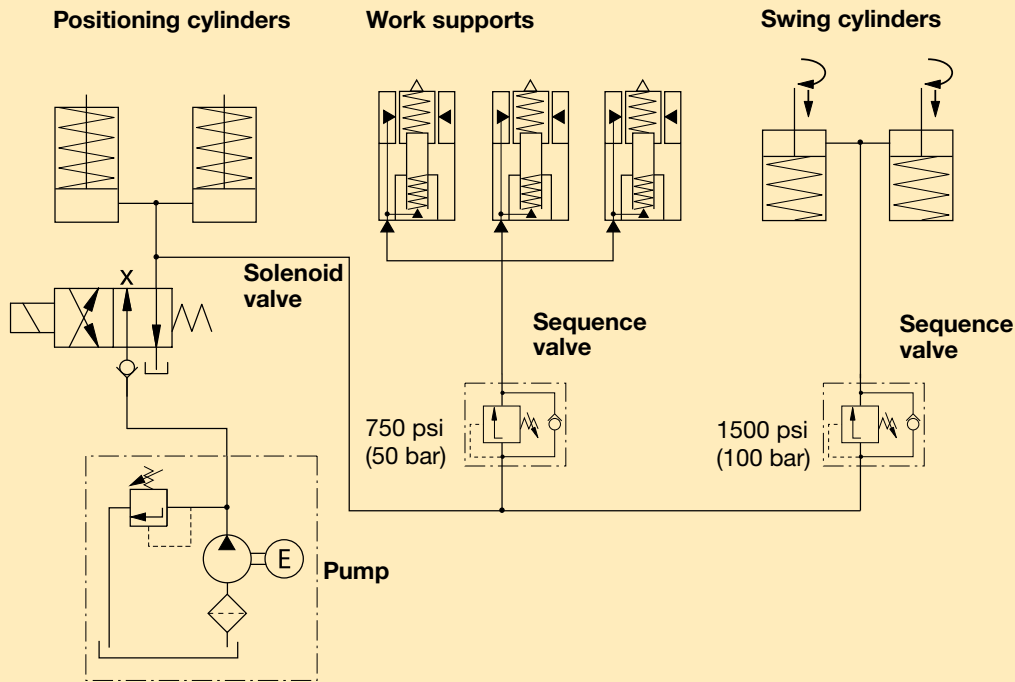 Positioning cylinders
Work supports
Swing cylinders
X
Solenoid
valve
Sequence
valve
Sequence
valve
750 psi
(50 bar)
1500 psi
(100 bar)
E
Pump